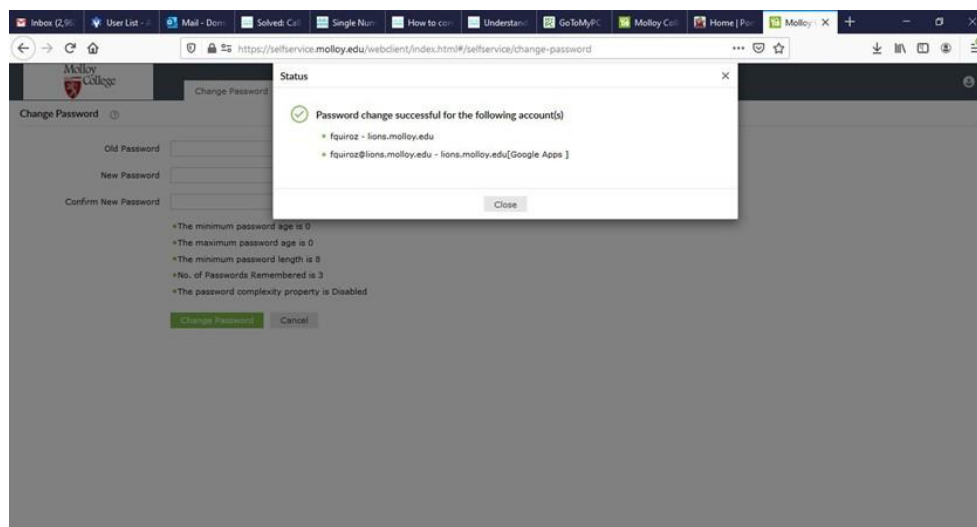 Inbox (2,95
User List - A
Mail - Dom
Solved: Call
Single Num
How to con
Understand
GoToMyPC
Molloy Coll
Home | Por
Molloy
https://selfservice.molloy.edu/webclient/index.html#/selfservice/change-password
Molloy
College
Change Password
Status
Change Password
Password change successful for the following account(s)
fquiroz - lions.molloy.edu
fquiroz@lions.molloy.edu - lions.molloy.edu[Google Apps ]
Close
Old Password
New Password
Confirm New Password
The minimum password age is 0
The maximum password age is 0
The minimum password length is 8
No. of Passwords Remembered is 3
The password complexity property is Disabled
Change Password
Cancel